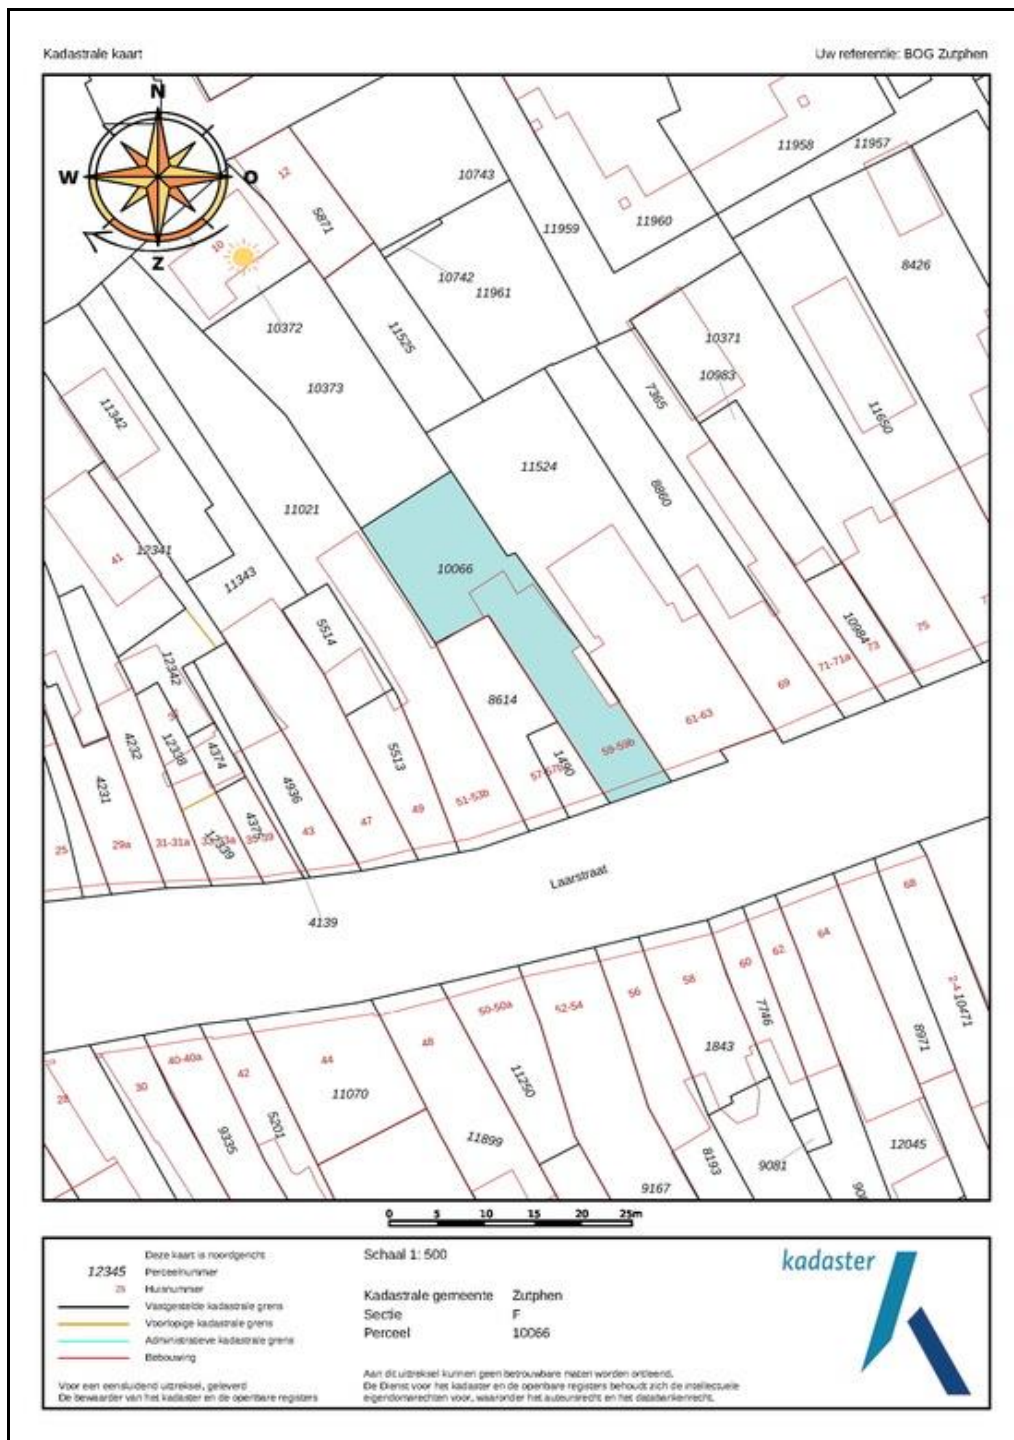 Kadastrale kaart
Uw referentie: BOG Zutphen
N
W
O
Z
12
5871
10743
11958
11957
11959
11960
10
10742
11961
8426
10372
11525
10371
10373
10983
7365
11342
11650
11524
8860
11021
41
12341
11343
10066
5514
10984
75
73
71-71a
12342
8614
69
61-63
59-59b
4232
12338
4374
5513
1490
4231
4936
51-53b
49
47
43
25
29a
31-31a
4375
12339
Laarstraat
4139
68
64
62
60
58
56
52-54
50-50a
48
7746
2-4
10471
1843
8971
40-40a
44
42
30
28
11070
11250
9335
5201
11899
8193
9081
12045
9167
0 5 10 15 20 25m
Deze kaart is noordgericht
12345 Perceelnummer
25 Huisnummer
Vastgestelde kadastrale grens
Voorlopige kadastrale grens
Administratieve kadastrale grens
Bebouwing
Voor een eensluidend uittreksel, geleverd
De bewaarder van het kadaster en de openbare registers
Schaal 1: 500
Kadastrale gemeente Zutphen
Sectie F
Perceel 10066
Aan dit uittreksel kunnen geen betrouwbare maten worden ontleend.
De Dienst voor het kadaster en de openbare registers behoudt zich de intellectuele
eigendomsrechten voor, waaronder het auteursrecht en het databankenrecht.
kadaster